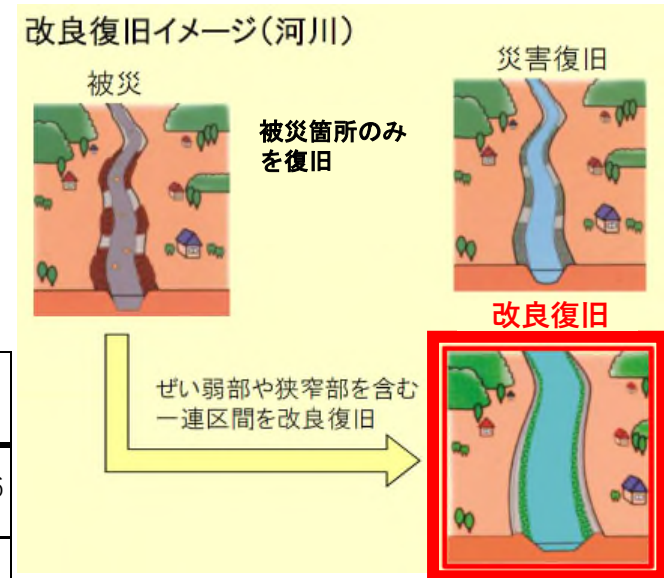 改良復旧イメージ(河川)
被災
災害復旧
被災箇所のみ
を復旧
改良復旧
ぜい弱部や狭窄部を含む
一連区間を改良復旧